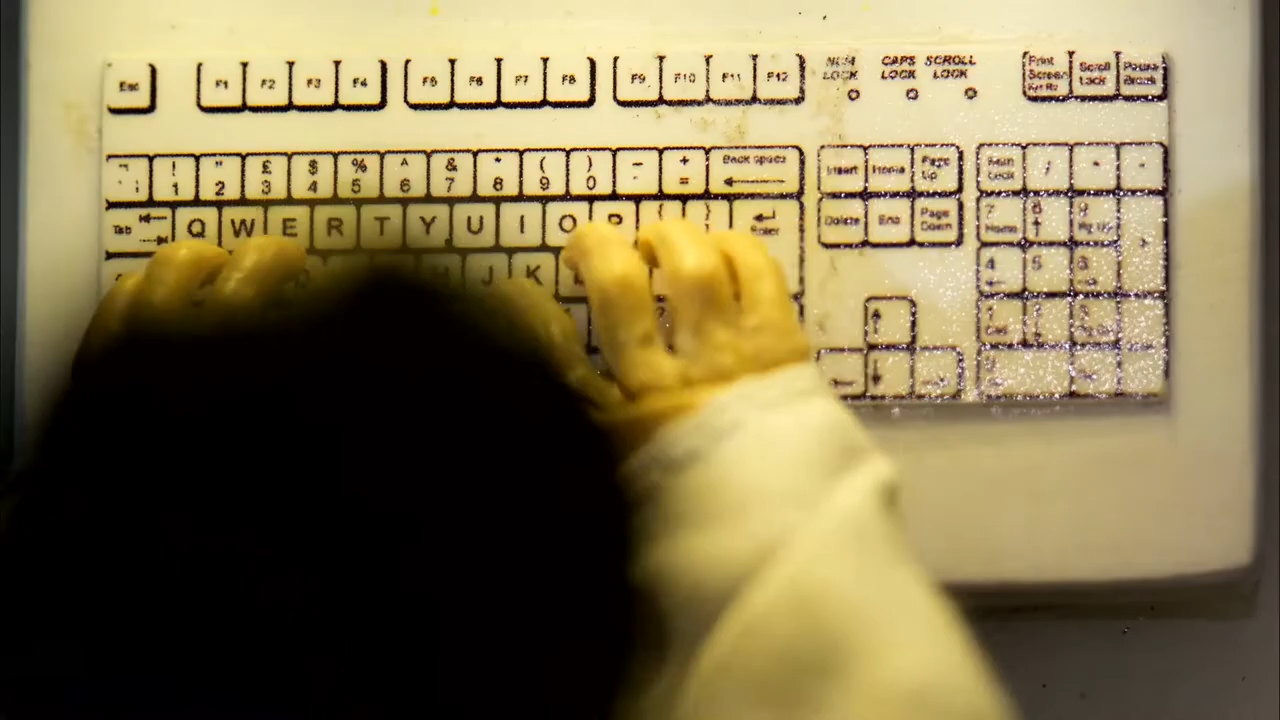 Esc F1 F2 F3 F4 F5 F6 F7 F8 F9 F10 F11 F12 NUM LOCK CAPS LOCK SCROLL LOCK Print Screen Scroll Lock Pause Break
! 1 " 2 £ 3 $ 4 % 5 ^ 6 & 7 * 8 ( 9 ) 0 - + = Back space Insert Home Page Up Num Lock / * -
Tab Q W E R T Y U I O P { } Enter Delete End Page Down 7 Home 8 9 Pg Up
H J K 4 5 6
1 End 2 3